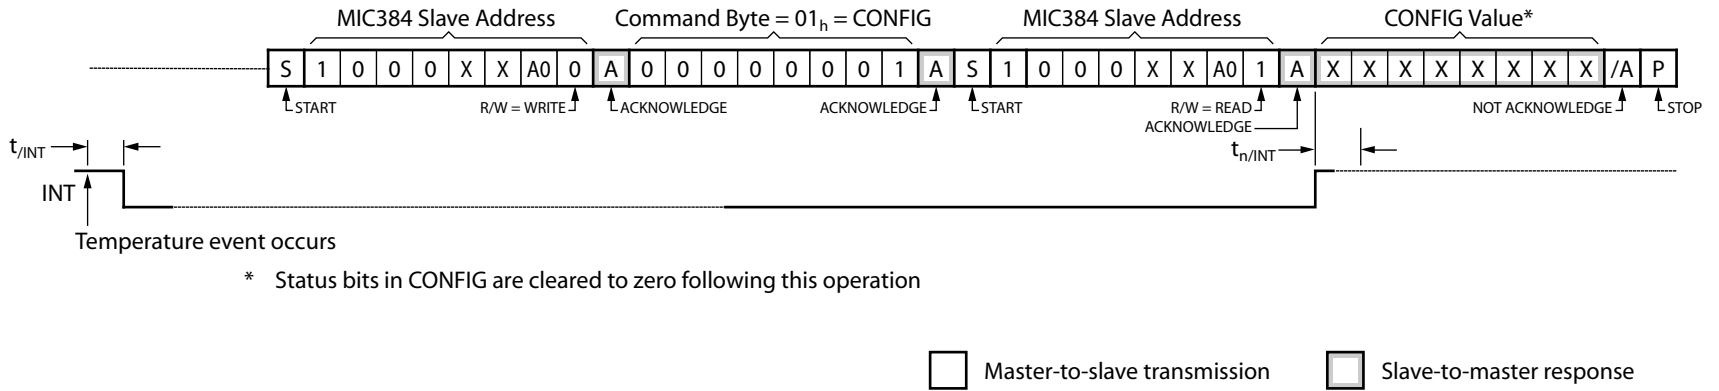 MIC384 Slave Address Command Byte = 01h = CONFIG MIC384 Slave Address CONFIG Value*
S 1 0 0 0 X X A0 0 A 0 0 0 0 0 0 0 1 A S 1 0 0 0 X X A0 1 A X X X X X X X X /A P
START R/W = WRITE ACKNOWLEDGE ACKNOWLEDGE START R/W = READ NOT ACKNOWLEDGE STOP
ACKNOWLEDGE
t/INT tn/INT
INT
Temperature event occurs
* Status bits in CONFIG are cleared to zero following this operation
Master-to-slave transmission Slave-to-master response